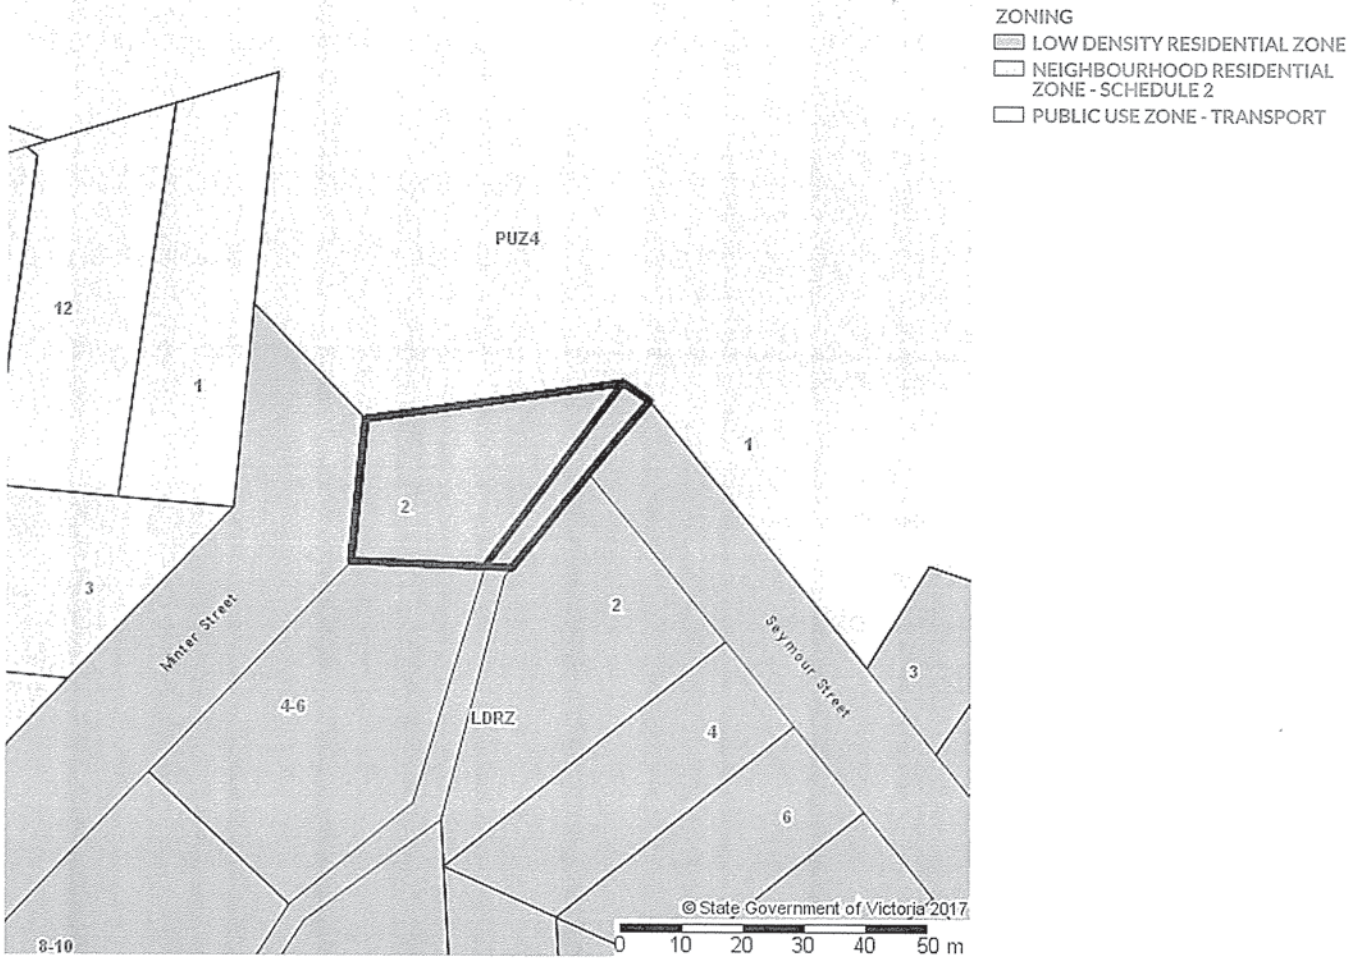 ZONING
LOW DENSITY RESIDENTIAL ZONE
NEIGHBOURHOOD RESIDENTIAL
ZONE - SCHEDULE 2
PUBLIC USE ZONE - TRANSPORT
PUZ4
12
1
1
2
3
Minter Street
2
Seymour Street
3
4-6
LDRZ
4
6
8-10
© State Government of Victoria 2017
0 10 20 30 40 50 m